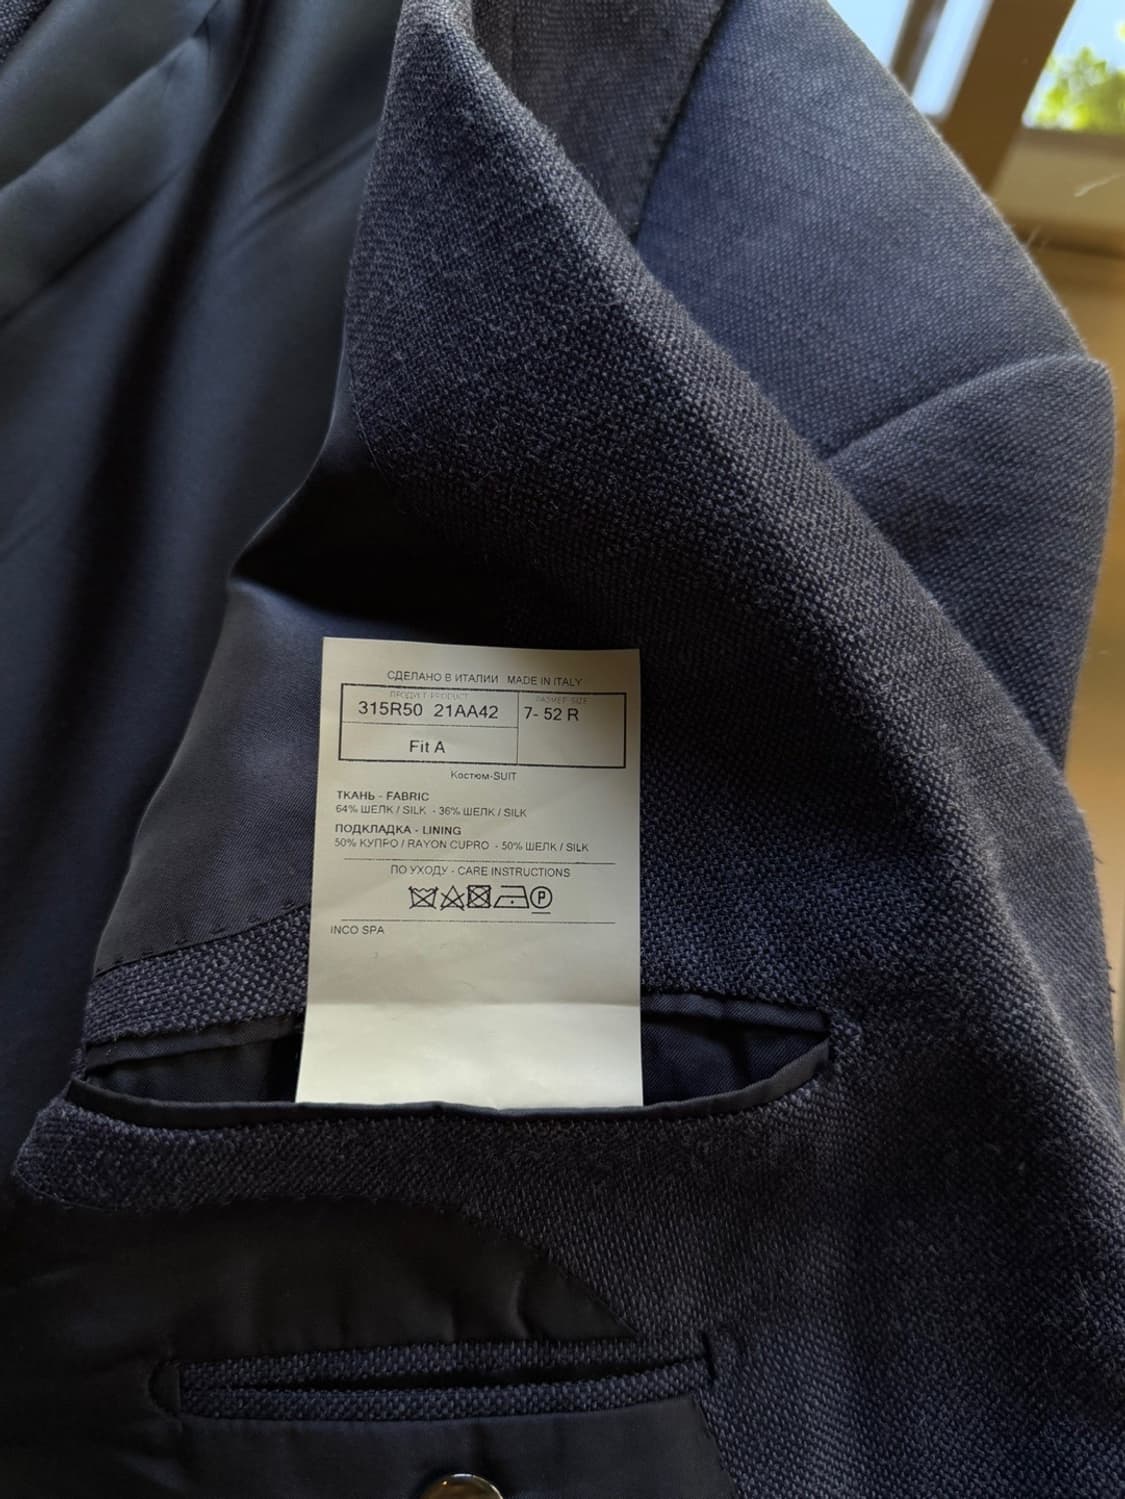 СДЕЛАНО В ИТАЛИИ MADE IN ITALY
ПРОДУКТ PRODUCT РАЗМЕР SIZE
315R50 21AA42 7- 52 R
Fit A
Костюм-SUIT
ТКАНЬ - FABRIC
64% ШЕЛК / SILK - 36% ШЕЛК / SILK
ПОДКЛАДКА - LINING
50% КУПРО / RAYON CUPRO - 50% ШЕЛК / SILK
ПО УХОДУ - CARE INSTRUCTIONS
P
INCO SPA